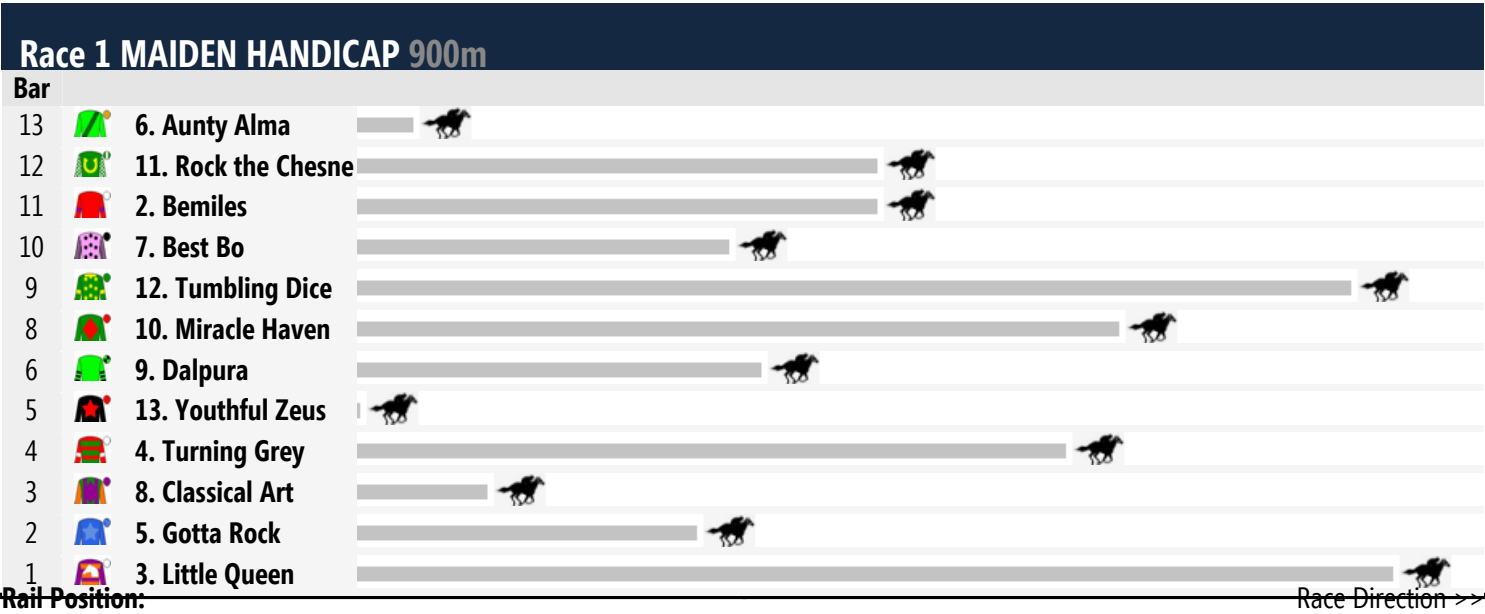 Race 1 MAIDEN HANDICAP 900m
Bar
13 6. Aunty Alma
12 11. Rock the Chesne
11 2. Bemiles
10 7. Best Bo
9 12. Tumbling Dice
8 10. Miracle Haven
6 9. Dalpura
5 13. Youthful Zeus
4 4. Turning Grey
3 8. Classical Art
2 5. Gotta Rock
1 3. Little Queen
Rail Position: Race Direction >>